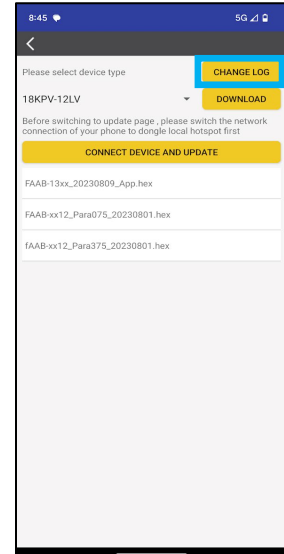 8:45 5G
Please select device type CHANGE LOG
18KPV-12LV DOWNLOAD
Before switching to update page , please switch the network
connection of your phone to dongle local hotspot first
CONNECT DEVICE AND UPDATE
FAAB-13xx_20230809_App.hex
FAAB-xx12_Para075_20230801.hex
fAAB-xx12_Para375_20230801.hex